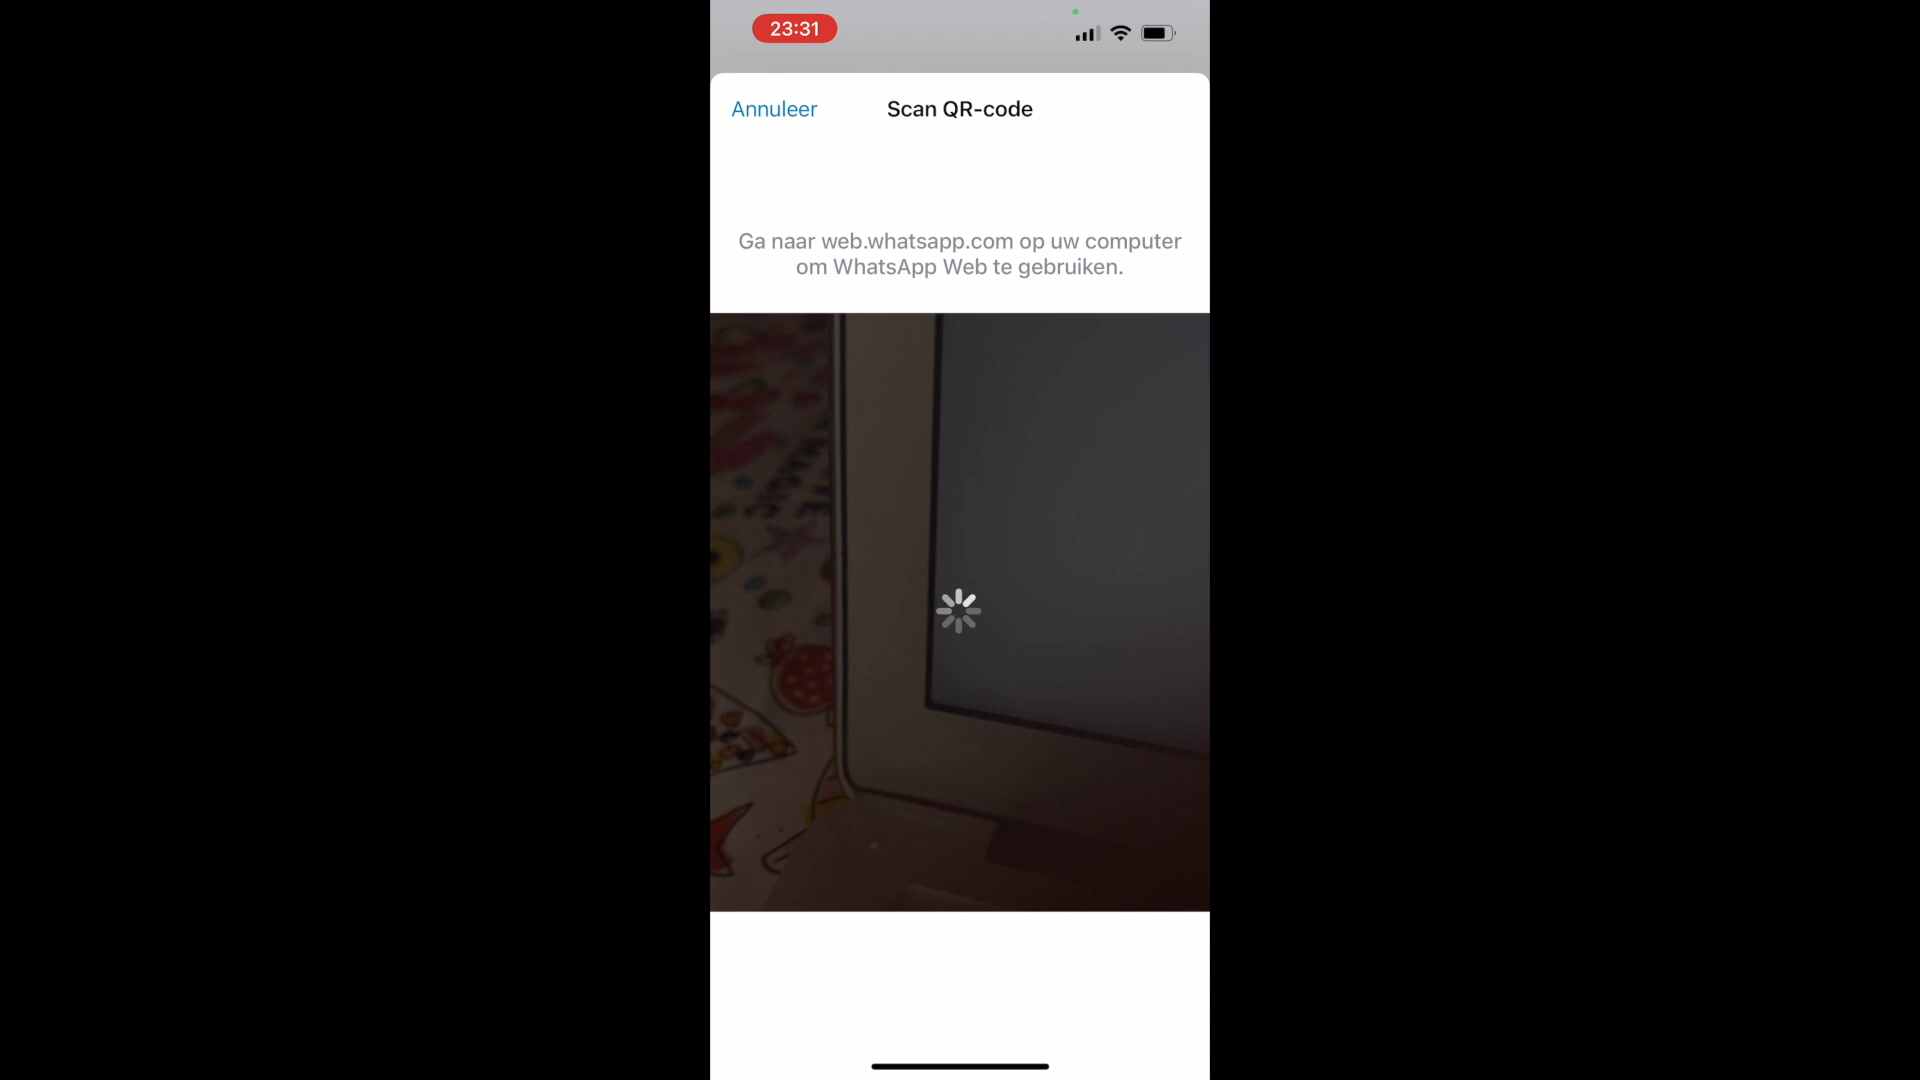 23:31
Annuleer
Scan QR-code
Ga naar web.whatsapp.com op uw computer
om WhatsApp Web te gebruiken.